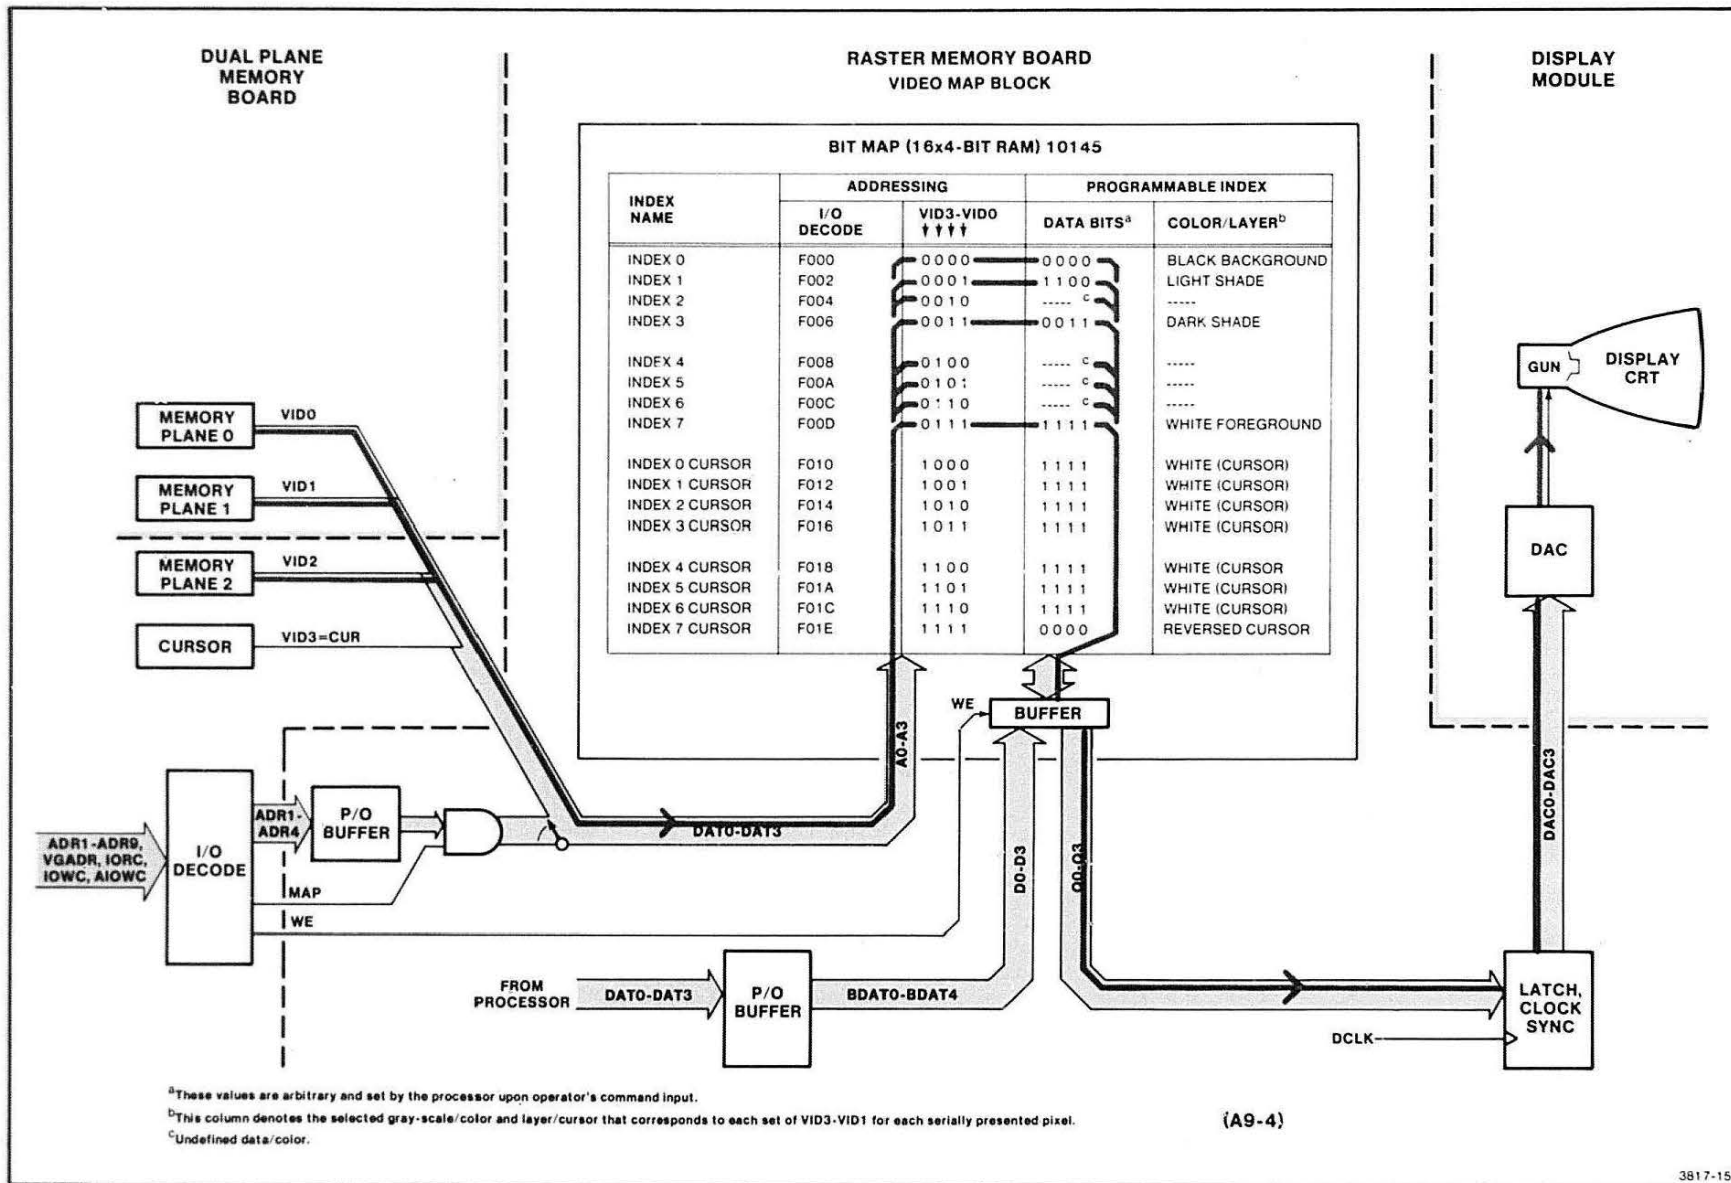 DUAL PLANE
MEMORY
BOARD
RASTER MEMORY BOARD
VIDEO MAP BLOCK
DISPLAY
MODULE
BIT MAP (16x4-BIT RAM) 10145
INDEX
NAME
ADDRESSING
PROGRAMMABLE INDEX
I/O
DECODE
VID3-VID0
DATA BITSa
COLOR/LAYERb
INDEX 0 F000 0000 0000 BLACK BACKGROUND
INDEX 1 F002 0001 1100 LIGHT SHADE
INDEX 2 F004 0010 ----- c -----
INDEX 3 F006 0011 0011 DARK SHADE
INDEX 4 F008 0100 ----- c -----
INDEX 5 F00A 0101 ----- c -----
INDEX 6 F00C 0110 ----- c -----
INDEX 7 F00D 0111 1111 WHITE FOREGROUND
INDEX 0 CURSOR F010 1000 1111 WHITE (CURSOR)
INDEX 1 CURSOR F012 1001 1111 WHITE (CURSOR)
INDEX 2 CURSOR F014 1010 1111 WHITE (CURSOR)
INDEX 3 CURSOR F016 1011 1111 WHITE (CURSOR)
INDEX 4 CURSOR F018 1100 1111 WHITE (CURSOR
INDEX 5 CURSOR F01A 1101 1111 WHITE (CURSOR)
INDEX 6 CURSOR F01C 1110 1111 WHITE (CURSOR)
INDEX 7 CURSOR F01E 1111 0000 REVERSED CURSOR
MEMORY
PLANE 0
VID0
MEMORY
PLANE 1
VID1
MEMORY
PLANE 2
VID2
CURSOR
VID3=CUR
GUN
DISPLAY
CRT
DAC
WE
BUFFER
A0-A3
DAC0-DAC3
ADR1-ADR9,
VGADR, IORC,
IOWC, AIOWC
I/O
DECODE
ADR1-
ADR4
P/O
BUFFER
DAT0-DAT3
MAP
WE
D0-D3
O0-O3
FROM
PROCESSOR
DAT0-DAT3
P/O
BUFFER
BDAT0-BDAT4
LATCH,
CLOCK
SYNC
DCLK
aThese values are arbitrary and set by the processor upon operator's command input.
bThis column denotes the selected gray-scale/color and layer/cursor that corresponds to each set of VID3-VID1 for each serially presented pixel.
cUndefined data/color.
(A9-4)
3817-15